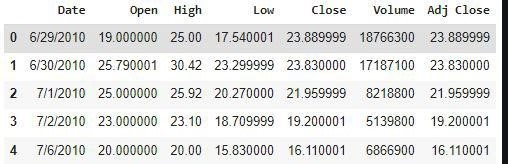 Date Open High Low Close Volume Adj Close
0 6/29/2010 19.000000 25.00 17.540001 23.889999 18766300 23.889999
1 6/30/2010 25.790001 30.42 23.299999 23.830000 17187100 23.830000
2 7/1/2010 25.000000 25.92 20.270000 21.959999 8218800 21.959999
3 7/2/2010 23.000000 23.10 18.709999 19.200001 5139800 19.200001
4 7/6/2010 20.000000 20.00 15.830000 16.110001 6866900 16.110001